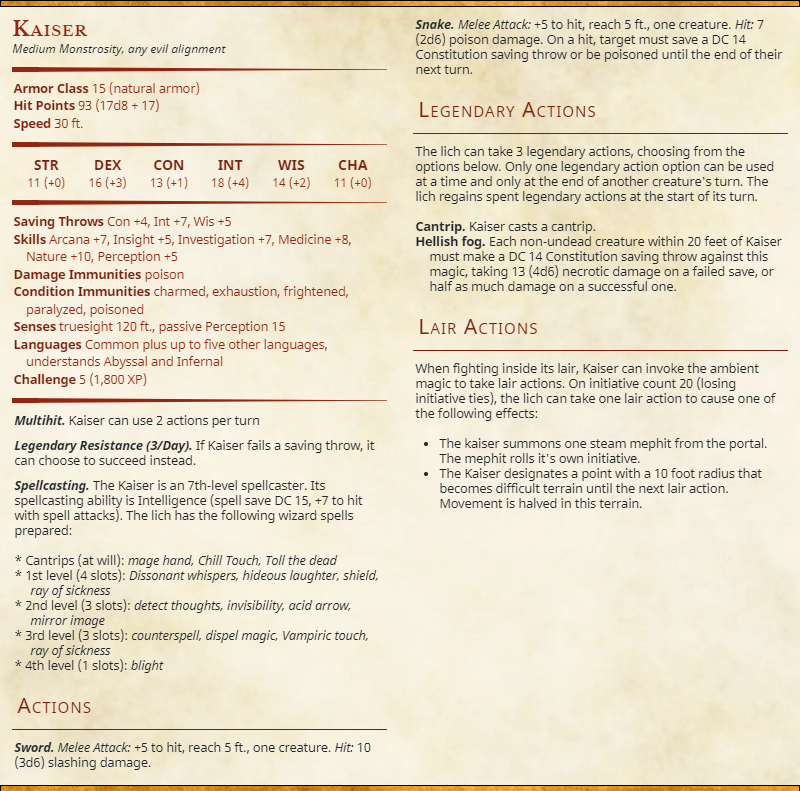 Kaiser
Medium Monstrosity, any evil alignment
Armor Class 15 (natural armor)
Hit Points 93 (17d8 + 17)
Speed 30 ft.
STR DEX CON INT WIS CHA
11 (+0) 16 (+3) 13 (+1) 18 (+4) 14 (+2) 11 (+0)
Saving Throws Con +4, Int +7, Wis +5
Skills Arcana +7, Insight +5, Investigation +7, Medicine +8,
Nature +10, Perception +5
Damage Immunities poison
Condition Immunities charmed, exhaustion, frightened,
paralyzed, poisoned
Senses truesight 120 ft., passive Perception 15
Languages Common plus up to five other languages,
understands Abyssal and Infernal
Challenge 5 (1,800 XP)
Multihit. Kaiser can use 2 actions per turn
Legendary Resistance (3/Day). If Kaiser fails a saving throw, it
can choose to succeed instead.
Spellcasting. The Kaiser is an 7th-level spellcaster. Its
spellcasting ability is Intelligence (spell save DC 15, +7 to hit
with spell attacks). The lich has the following wizard spells
prepared:
* Cantrips (at will): mage hand, Chill Touch, Toll the dead
* 1st level (4 slots): Dissonant whispers, hideous laughter, shield,
ray of sickness
* 2nd level (3 slots): detect thoughts, invisibility, acid arrow,
mirror image
* 3rd level (3 slots): counterspell, dispel magic, Vampiric touch,
ray of sickness
* 4th level (1 slots): blight
Actions
Sword. Melee Attack: +5 to hit, reach 5 ft., one creature. Hit: 10
(3d6) slashing damage.
Snake. Melee Attack: +5 to hit, reach 5 ft., one creature. Hit: 7
(2d6) poison damage. On a hit, target must save a DC 14
Constitution saving throw or be poisoned until the end of their
next turn.
Legendary Actions
The lich can take 3 legendary actions, choosing from the
options below. Only one legendary action option can be used
at a time and only at the end of another creature's turn. The
lich regains spent legendary actions at the start of its turn.
Cantrip. Kaiser casts a cantrip.
Hellish fog. Each non-undead creature within 20 feet of Kaiser
must make a DC 14 Constitution saving throw against this
magic, taking 13 (4d6) necrotic damage on a failed save, or
half as much damage on a successful one.
Lair Actions
When fighting inside its lair, Kaiser can invoke the ambient
magic to take lair actions. On initiative count 20 (losing
initiative ties), the lich can take one lair action to cause one of
the following effects:
• The kaiser summons one steam mephit from the portal.
The mephit rolls it's own initiative.
• The Kaiser designates a point with a 10 foot radius that
becomes difficult terrain until the next lair action.
Movement is halved in this terrain.